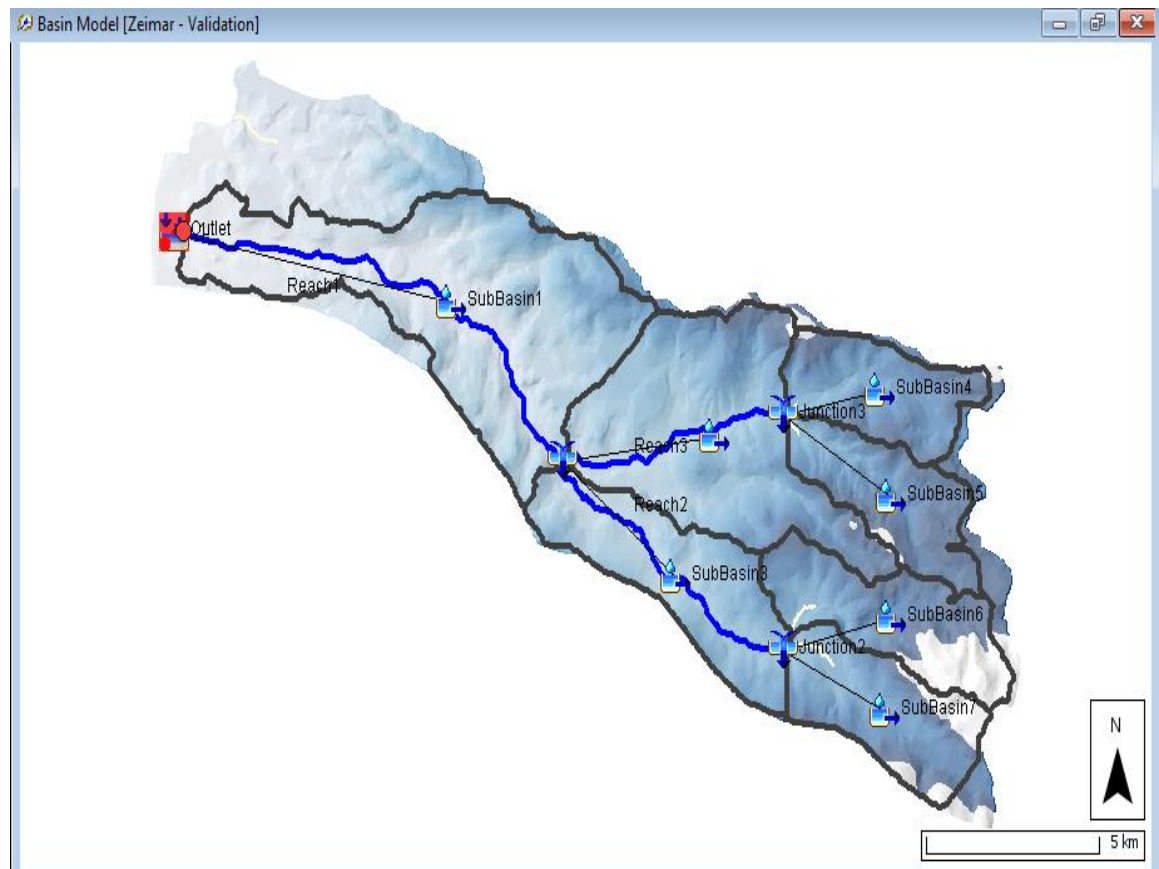 Basin Model [Zeimar - Validation]
Outlet
Reach1
SubBasin1
SubBasin4
Junction3
Reach3
SubBasin5
Reach2
SubBasin3
SubBasin6
Junction2
SubBasin7
N
5 km